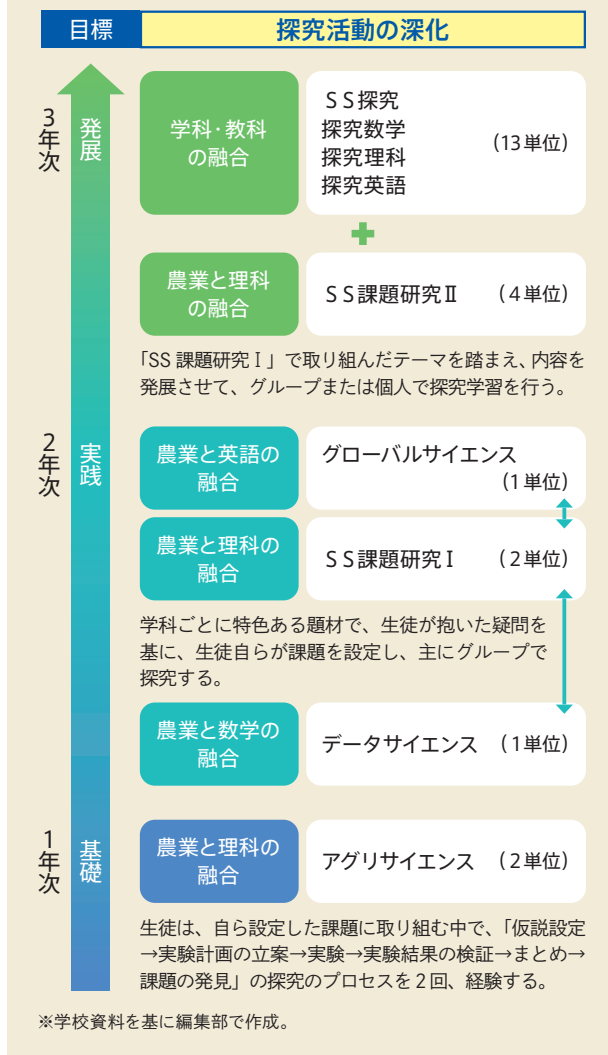 目標 探究活動の深化
3年次
発展
学科・教科
の融合
ＳＳ探究
探究数学
探究理科
探究英語
（13単位）
農業と理科
の融合
ＳＳ課題研究Ⅱ （４単位）
「SS課題研究Ⅰ」で取り組んだテーマを踏まえ、内容を
発展させて、グループまたは個人で探究学習を行う。
2年次
実践
農業と英語の
融合
グローバルサイエンス
（１単位）
農業と理科の
融合
ＳＳ課題研究Ⅰ （２単位）
学科ごとに特色ある題材で、生徒が抱いた疑問を
基に、生徒自らが課題を設定し、主にグループで
探究する。
農業と数学の
融合
データサイエンス （１単位）
1年次
基礎
農業と理科の
融合
アグリサイエンス （２単位）
生徒は、自ら設定した課題に取り組む中で、「仮説設定
→実験計画の立案→実験→実験結果の検証→まとめ→
課題の発見」の探究のプロセスを２回、経験する。
※学校資料を基に編集部で作成。